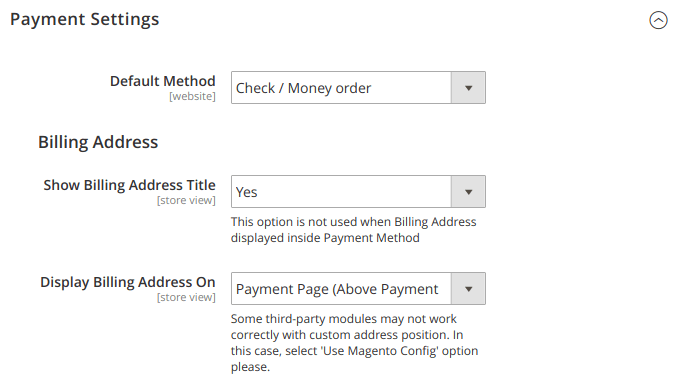 Payment Settings
Default Method
[website]
Check / Money order
Billing Address
Show Billing Address Title
[store view]
Yes
This option is not used when Billing Address
displayed inside Payment Method
Display Billing Address On
[store view]
Payment Page (Above Payment
Some third-party modules may not work
correctly with custom address position. In
this case, select 'Use Magento Config' option
please.